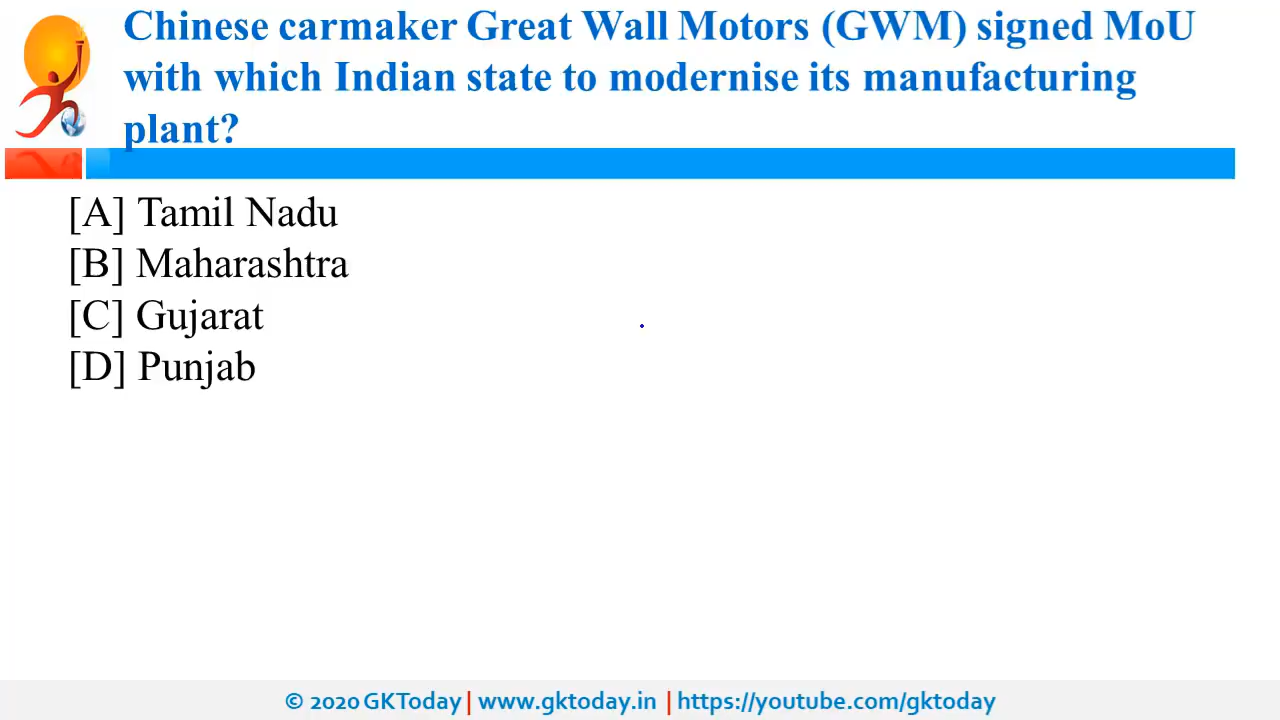 Chinese carmaker Great Wall Motors (GWM) signed MoU
with which Indian state to modernise its manufacturing
plant?
[A] Tamil Nadu
[B] Maharashtra
[C] Gujarat
[D] Punjab
© 2020 GKToday | www.gktoday.in | https://youtube.com/gktoday